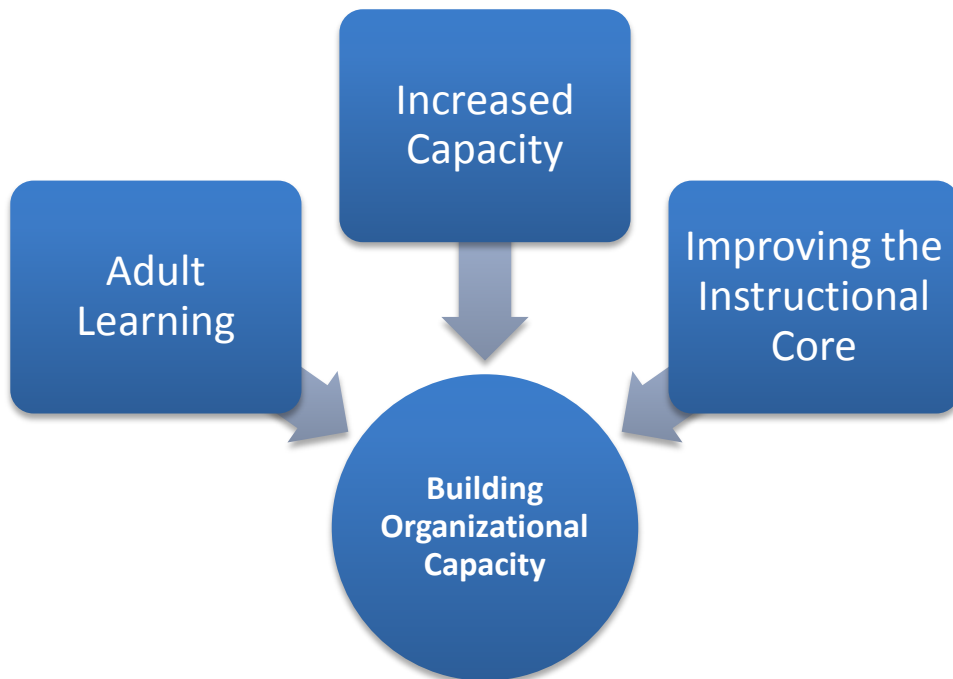 Increased
Capacity
Adult
Learning
Improving the
Instructional
Core
Building
Organizational
Capacity